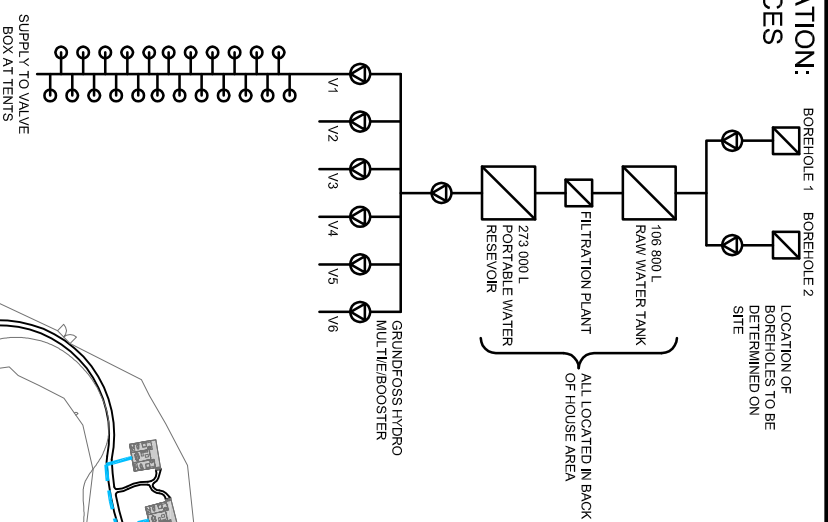 ATION:
CES
BOREHOLE 1
BOREHOLE 2
LOCATION OF
BOREHOLES TO BE
DETERMINED ON
SITE
106 800 L
RAW WATER TANK
FILTRATION PLANT
273 000 L
PORTABLE WATER
RESEVOIR
ALL LOCATED IN BACK
OF HOUSE AREA
GRUNDFOSS HYDRO
MULTI/E/BOOSTER
V1
V2
V3
V4
V5
V6
SUPPLY TO VALVE
BOX AT TENTS